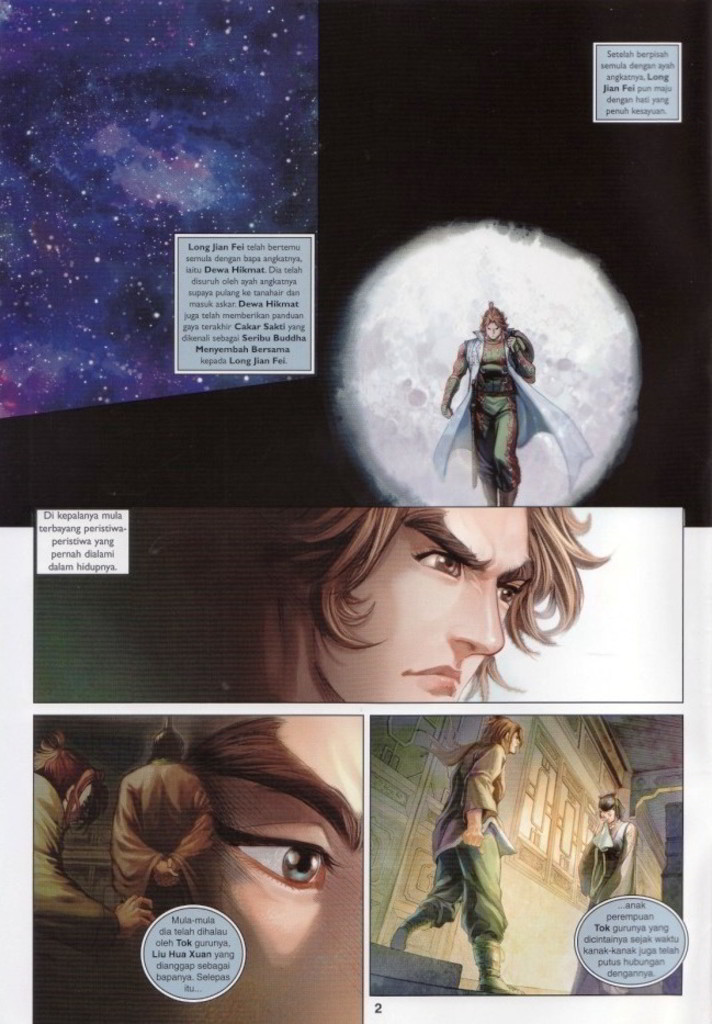 Setelah berpisah
semula dengan ayah
angkatnya, Long
Jian Fei pun maju
dengan hati yang
penuh kesayuan.
Long Jian Fei telah bertemu
semula dengan bapa angkatnya,
iaitu Dewa Hikmat. Dia telah
disuruh oleh ayah angkatnya
supaya pulang ke tanahair dan
masuk askar. Dewa Hikmat
juga telah memberikan panduan
gaya terakhir Cakar Sakti yang
dikenali sebagai Seribu Buddha
Menyembah Bersama
kepada Long Jian Fei.
Di kepalanya mula
terbayang peristiwa-
peristiwa yang
pernah dialami
dalam hidupnya.
Mula-mula
dia telah dihalau
oleh Tok gurunya,
Liu Hua Xuan yang
dianggap sebagai
bapanya. Selepas
itu...
...anak
perempuan
Tok gurunya yang
dicintainya sejak waktu
kanak-kanak juga telah
putus hubungan
dengannya.
2